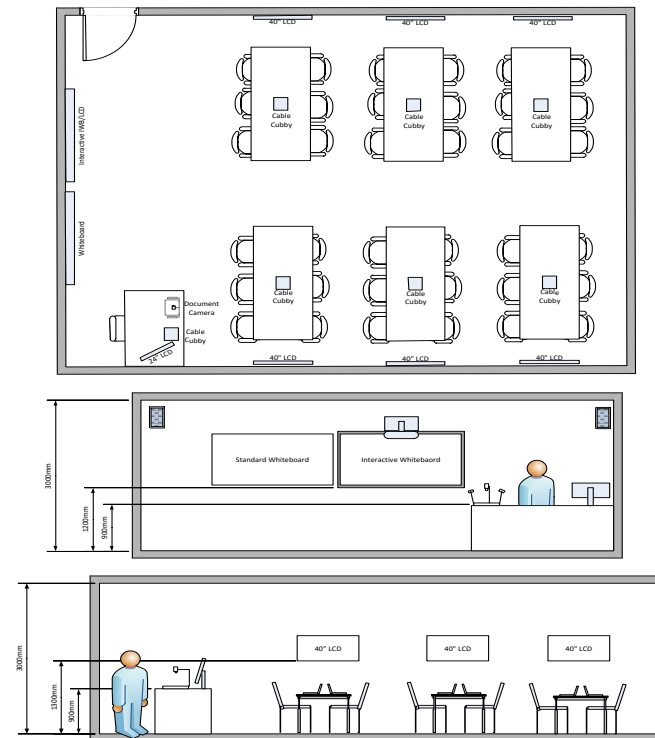 40" LCD
40" LCD
40" LCD
Cable
Cubby
Cable
Cubby
Cable
Cubby
Interactive IWB/LCD
Whiteboard
Cable
Cubby
Cable
Cubby
Cable
Cubby
Document
Camera
Cable
Cubby
24" LCD
40" LCD
40" LCD
40" LCD
3000mm
1200mm
900mm
Standard Whiteboard
Interactive Whitebaord
3000mm
1300mm
900mm
40" LCD
40" LCD
40" LCD